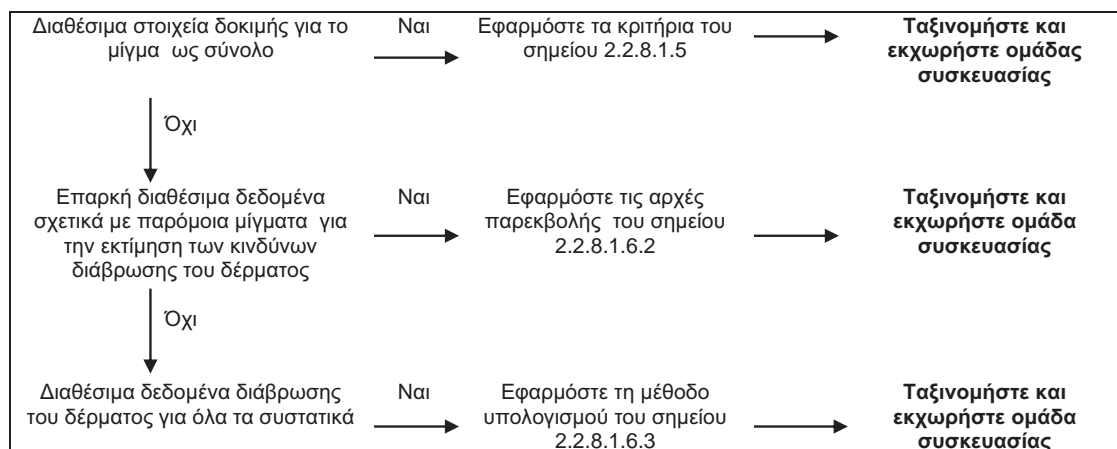 Διαθέσιμα στοιχεία δοκιμής για το
μίγμα ως σύνολο
Ναι
Εφαρμόστε τα κριτήρια του
σημείου 2.2.8.1.5
Ταξινομήστε και
εκχωρήστε ομάδας
συσκευασίας
Όχι
Επαρκή διαθέσιμα δεδομένα
σχετικά με παρόμοια μίγματα για
την εκτίμηση των κινδύνων
διάβρωσης του δέρματος
Ναι
Εφαρμόστε τις αρχές
παρεκβολής του σημείου
2.2.8.1.6.2
Ταξινομήστε και
εκχωρήστε ομάδα
συσκευασίας
Όχι
Διαθέσιμα δεδομένα διάβρωσης
του δέρματος για όλα τα συστατικά
Ναι
Εφαρμόστε τη μέθοδο
υπολογισμού του σημείου
2.2.8.1.6.3
Ταξινομήστε και
εκχωρήστε ομάδα
συσκευασίας